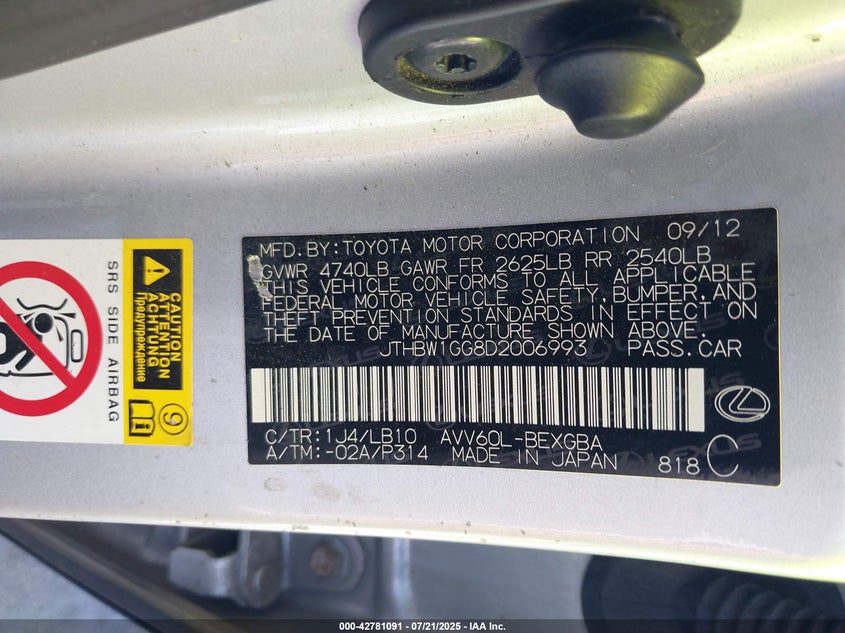 MFD. BY: TOYOTA MOTOR CORPORATION 09/12
GVWR 4740LB GAWR FR 2625LB RR 2540LB
THIS VEHICLE CONFORMS TO ALL APPLICABLE
FEDERAL MOTOR VEHICLE SAFETY, BUMPER, AND
THEFT PREVENTION STANDARDS IN EFFECT ON
THE DATE OF MANUFACTURE SHOWN ABOVE.
JTHBW1GG8D2006993 PASS.CAR
C/TR: 1J4/LB10 AVV60L-BEXGBA
A/TM: -02A/P314 MADE IN JAPAN 818 C
SRS SIDE AIRBAG
CAUTION
ATTENTION
ACHTUNG
Предупреждение
9
000-42781091 - 07/21/2025 - IAA Inc.